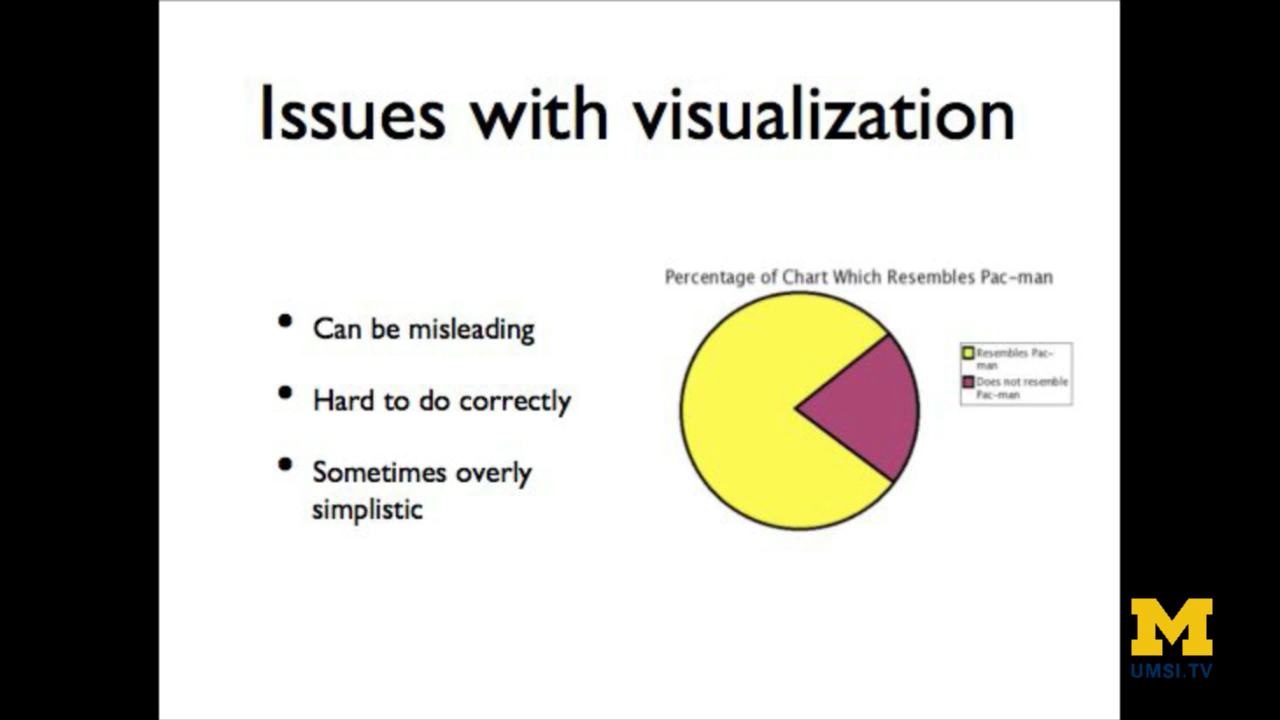 Issues with visualization
• Can be misleading
• Hard to do correctly
• Sometimes overly
simplistic
Percentage of Chart Which Resembles Pac-man
Resembles Pac-
man
Does not resemble
Pac-man
M
UMSI.TV